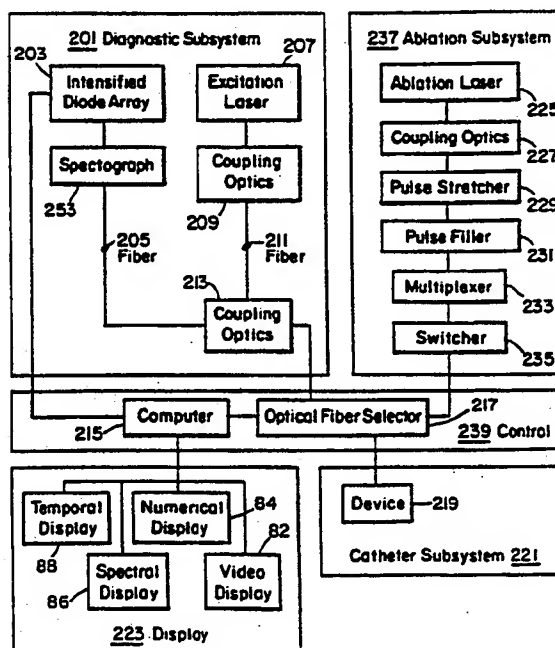 201 Diagnostic Subsystem
203
207
Intensified
Diode Array
Excitation
Laser
Spectograph
253
Coupling
Optics
209
205
Fiber
211
Fiber
213
Coupling
Optics
237 Ablation Subsystem
Ablation Laser
225
Coupling Optics
227
Pulse Stretcher
229
Pulse Filler
231
Multiplexer
233
Switcher
235
Computer
215
Optical Fiber Selector
217
239 Control
Temporal
Display
88
Numerical
Display
84
Spectral
Display
86
Video
Display
82
223 Display
Device
219
Catheter Subsystem 221